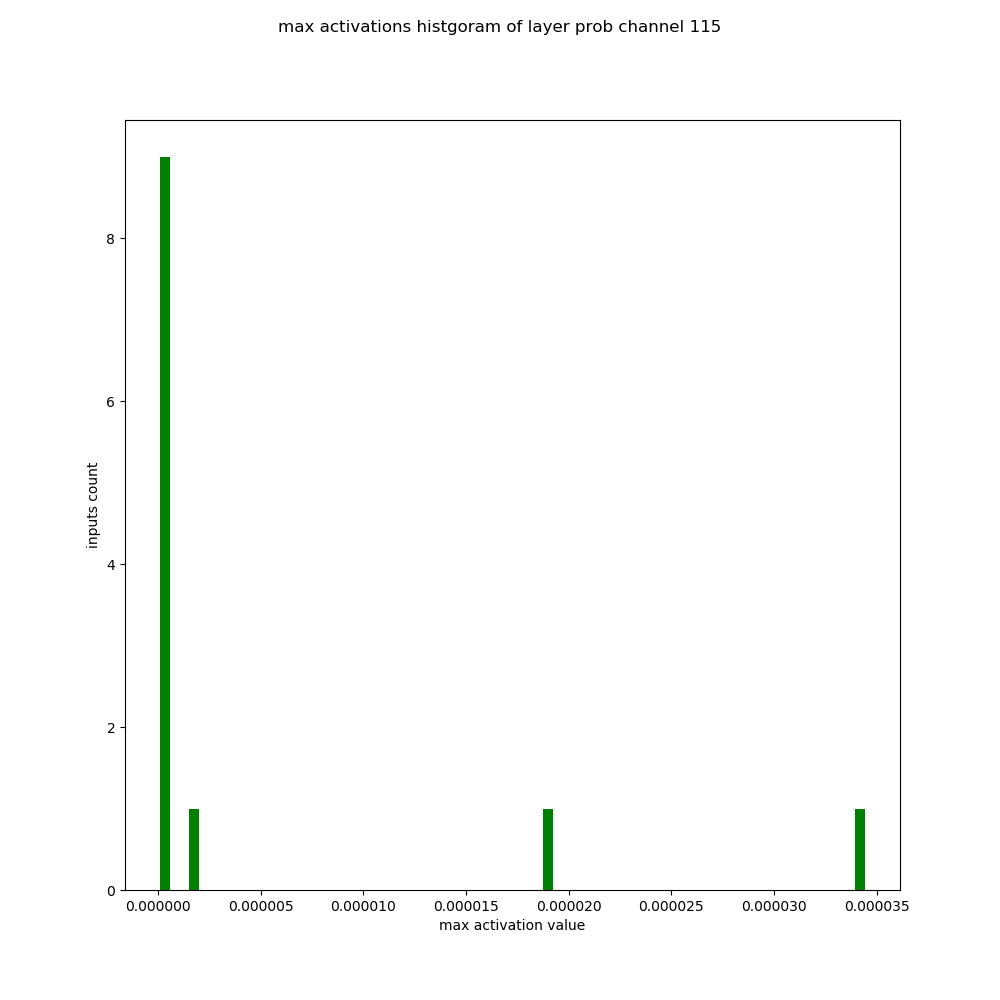 max activations histgoram of layer prob channel 115
inputs count
8
6
4
2
0
0.000000 0.000005 0.000010 0.000015 0.000020 0.000025 0.000030 0.000035
max activation value